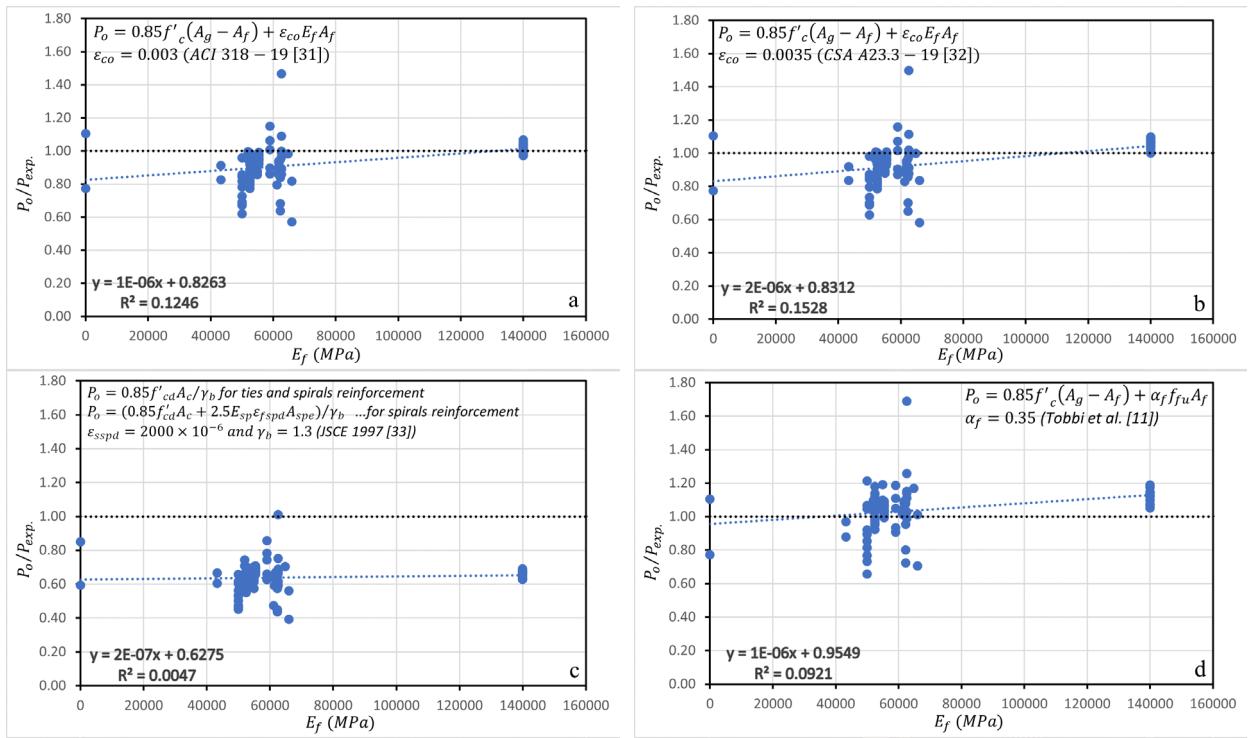 P_o = 0.85f'_c(A_g − A_f) + ε_co E_f A_f
ε_co = 0.003 (ACI 318 − 19 [31])
1.80
1.60
1.40
1.20
1.00
0.80
0.60
0.40
0.20
0.00
P_o/P_exp.
y = 1E-06x + 0.8263
R² = 0.1246
a
0 20000 40000 60000 80000 100000 120000 140000 160000
E_f (MPa)
P_o = 0.85f'_c(A_g − A_f) + ε_co E_f A_f
ε_co = 0.0035 (CSA A23.3 − 19 [32])
1.80
1.60
1.40
1.20
1.00
0.80
0.60
0.40
0.20
0.00
P_o/P_exp.
y = 2E-06x + 0.8312
R² = 0.1528
b
0 20000 40000 60000 80000 100000 120000 140000 160000
E_f (MPa)
P_o = 0.85f'_cd A_c/γ_b for ties and spirals reinforcement
P_o = (0.85f'_cd A_c + 2.5E_sp ε_fspd A_spe)/γ_b ...for spirals reinforcement
ε_sspd = 2000 × 10⁻⁶ and γ_b = 1.3 (JSCE 1997 [33])
1.80
1.60
1.40
1.20
1.00
0.80
0.60
0.40
0.20
0.00
P_o/P_exp.
y = 2E-07x + 0.6275
R² = 0.0047
c
0 20000 40000 60000 80000 100000 120000 140000 160000
E_f (MPa)
P_o = 0.85f'_c(A_g − A_f) + α_f f_fu A_f
α_f = 0.35 (Tobbi et al. [11])
1.80
1.60
1.40
1.20
1.00
0.80
0.60
0.40
0.20
0.00
P_o/P_exp.
y = 1E-06x + 0.9549
R² = 0.0921
d
0 20000 40000 60000 80000 100000 120000 140000 160000
E_f (MPa)